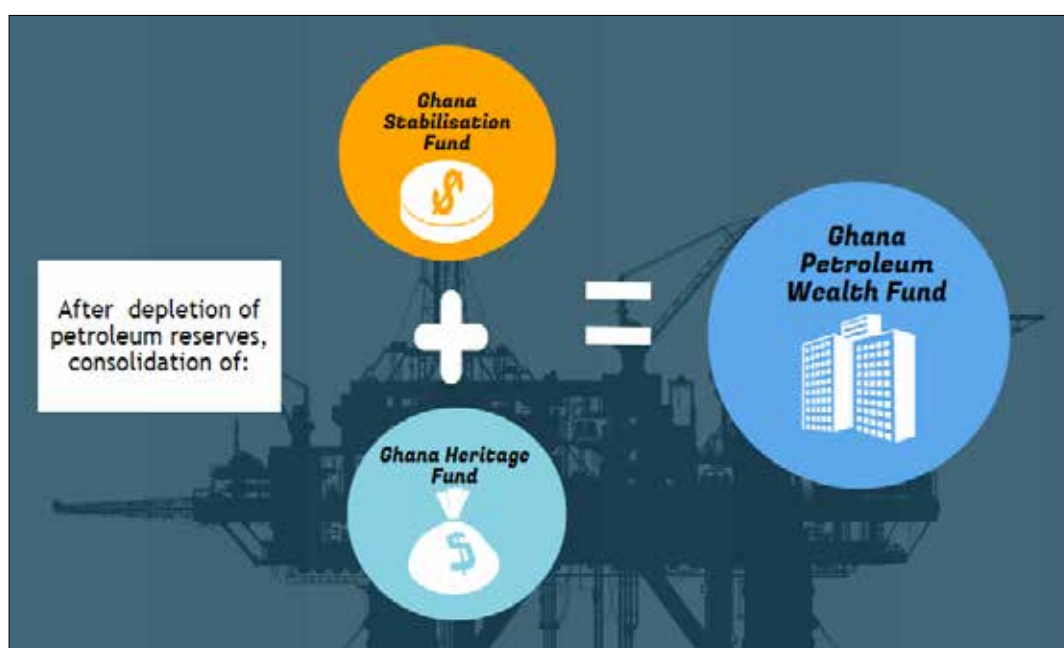 After depletion of
petroleum reserves,
consolidation of:
Ghana
Stabilisation
Fund
$
+
Ghana Heritage
Fund
$
=
Ghana
Petroleum
Wealth Fund